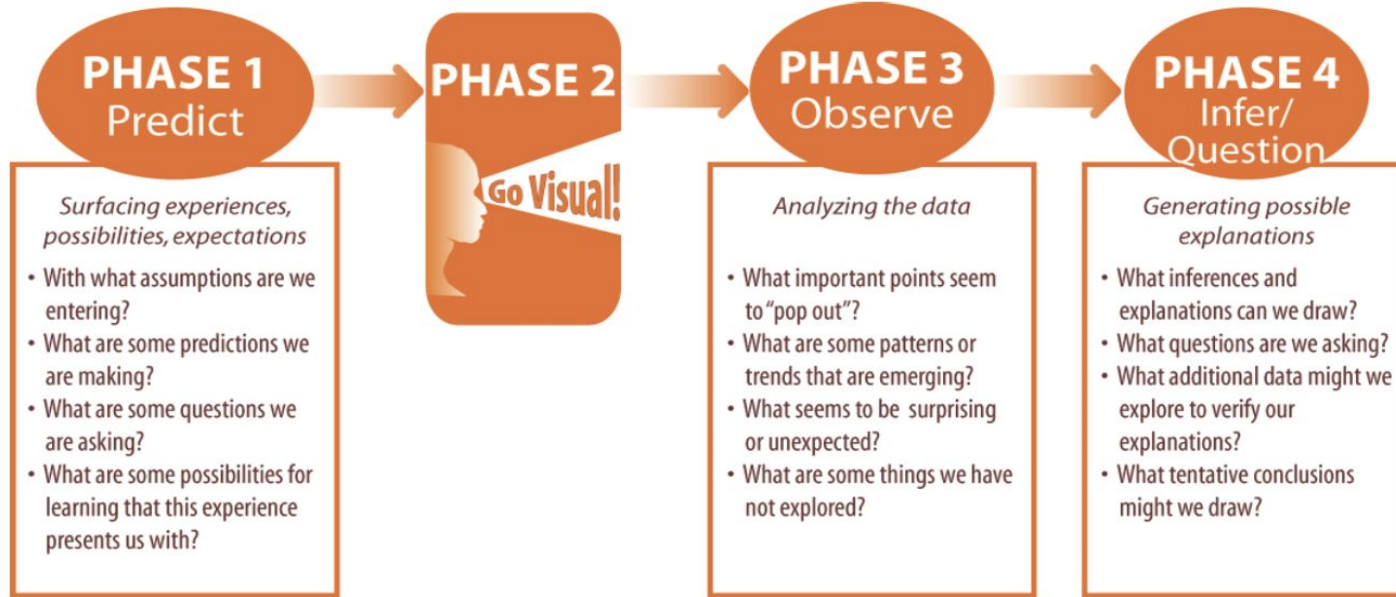 PHASE 1
Predict
Surfacing experiences,
possibilities, expectations
• With what assumptions are we
entering?
• What are some predictions we
are making?
• What are some questions we
are asking?
• What are some possibilities for
learning that this experience
presents us with?
PHASE 2
Go Visual!
PHASE 3
Observe
Analyzing the data
• What important points seem
to "pop out"?
• What are some patterns or
trends that are emerging?
• What seems to be surprising
or unexpected?
• What are some things we have
not explored?
PHASE 4
Infer/
Question
Generating possible
explanations
• What inferences and
explanations can we draw?
• What questions are we asking?
• What additional data might we
explore to verify our
explanations?
• What tentative conclusions
might we draw?